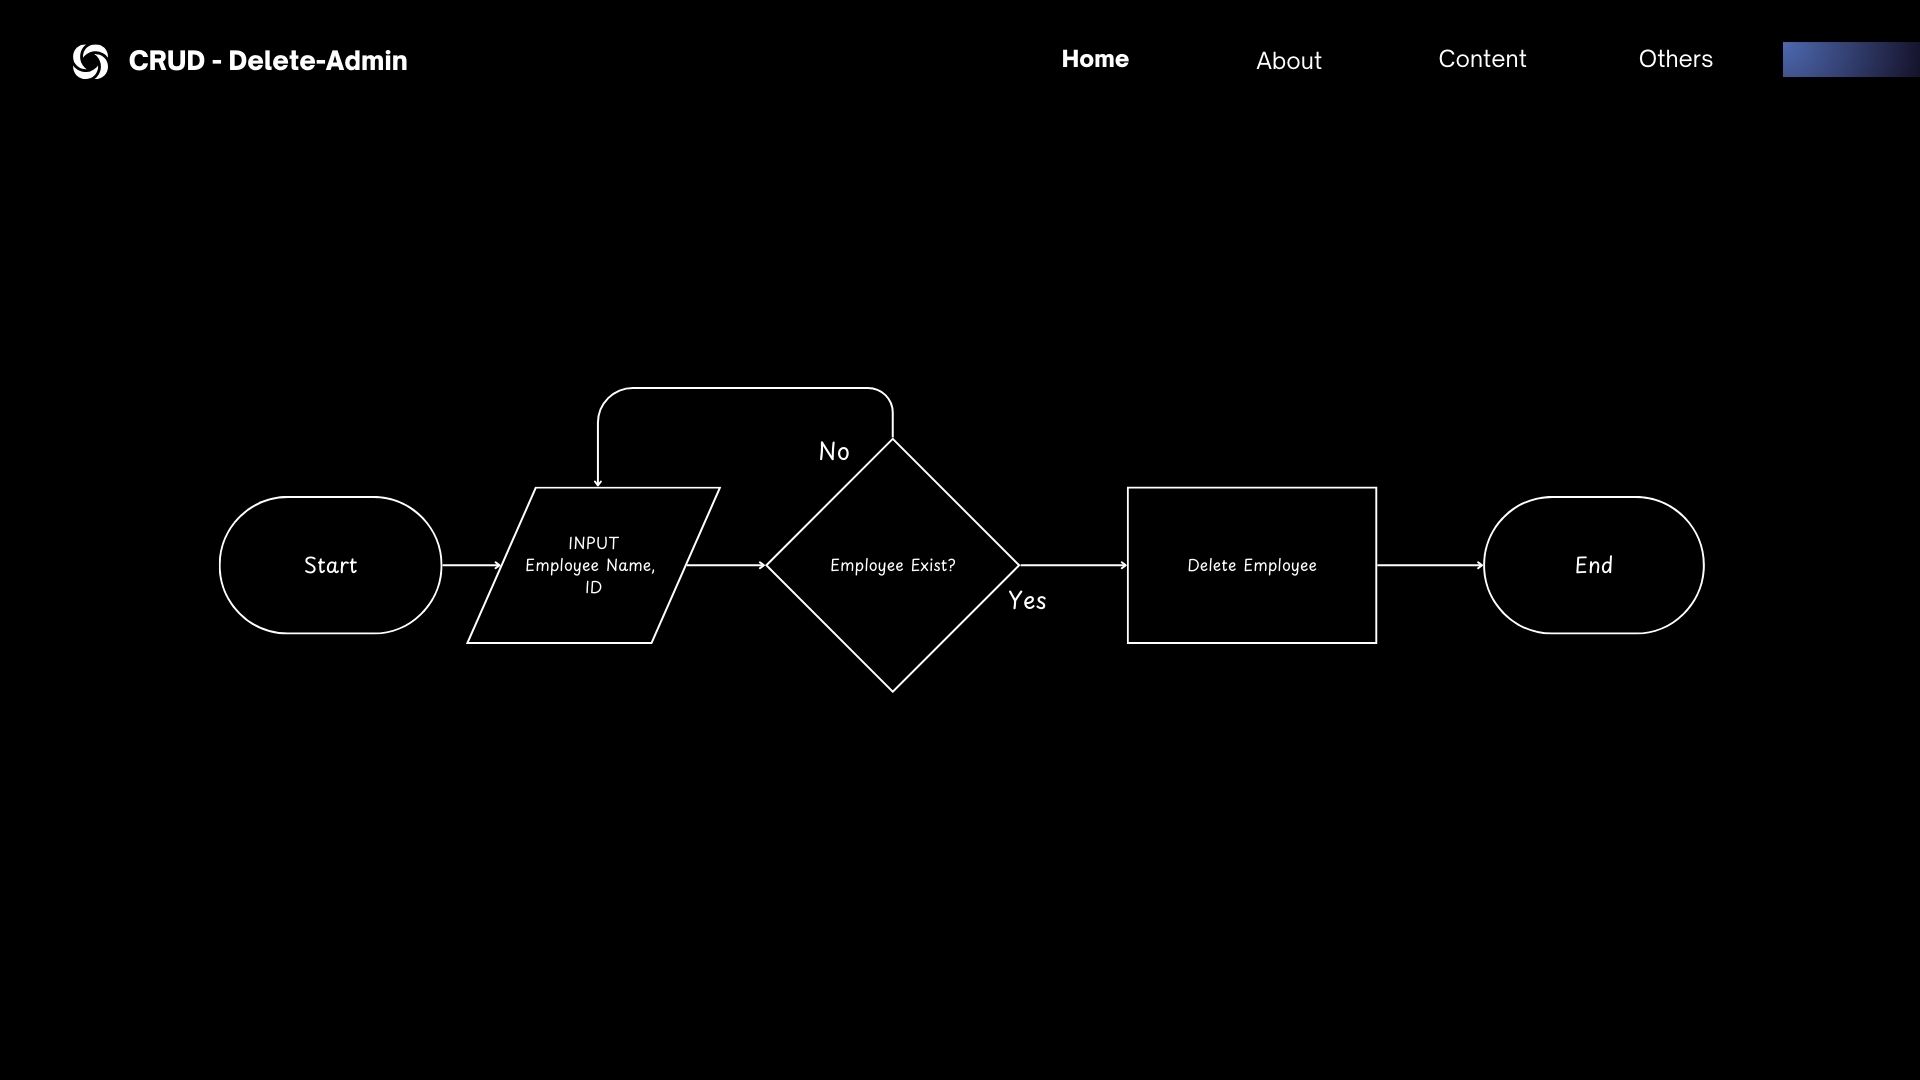 CRUD - Delete-Admin
Home
About
Content
Others
No
Start
INPUT
Employee Name,
ID
Employee Exist?
Yes
Delete Employee
End